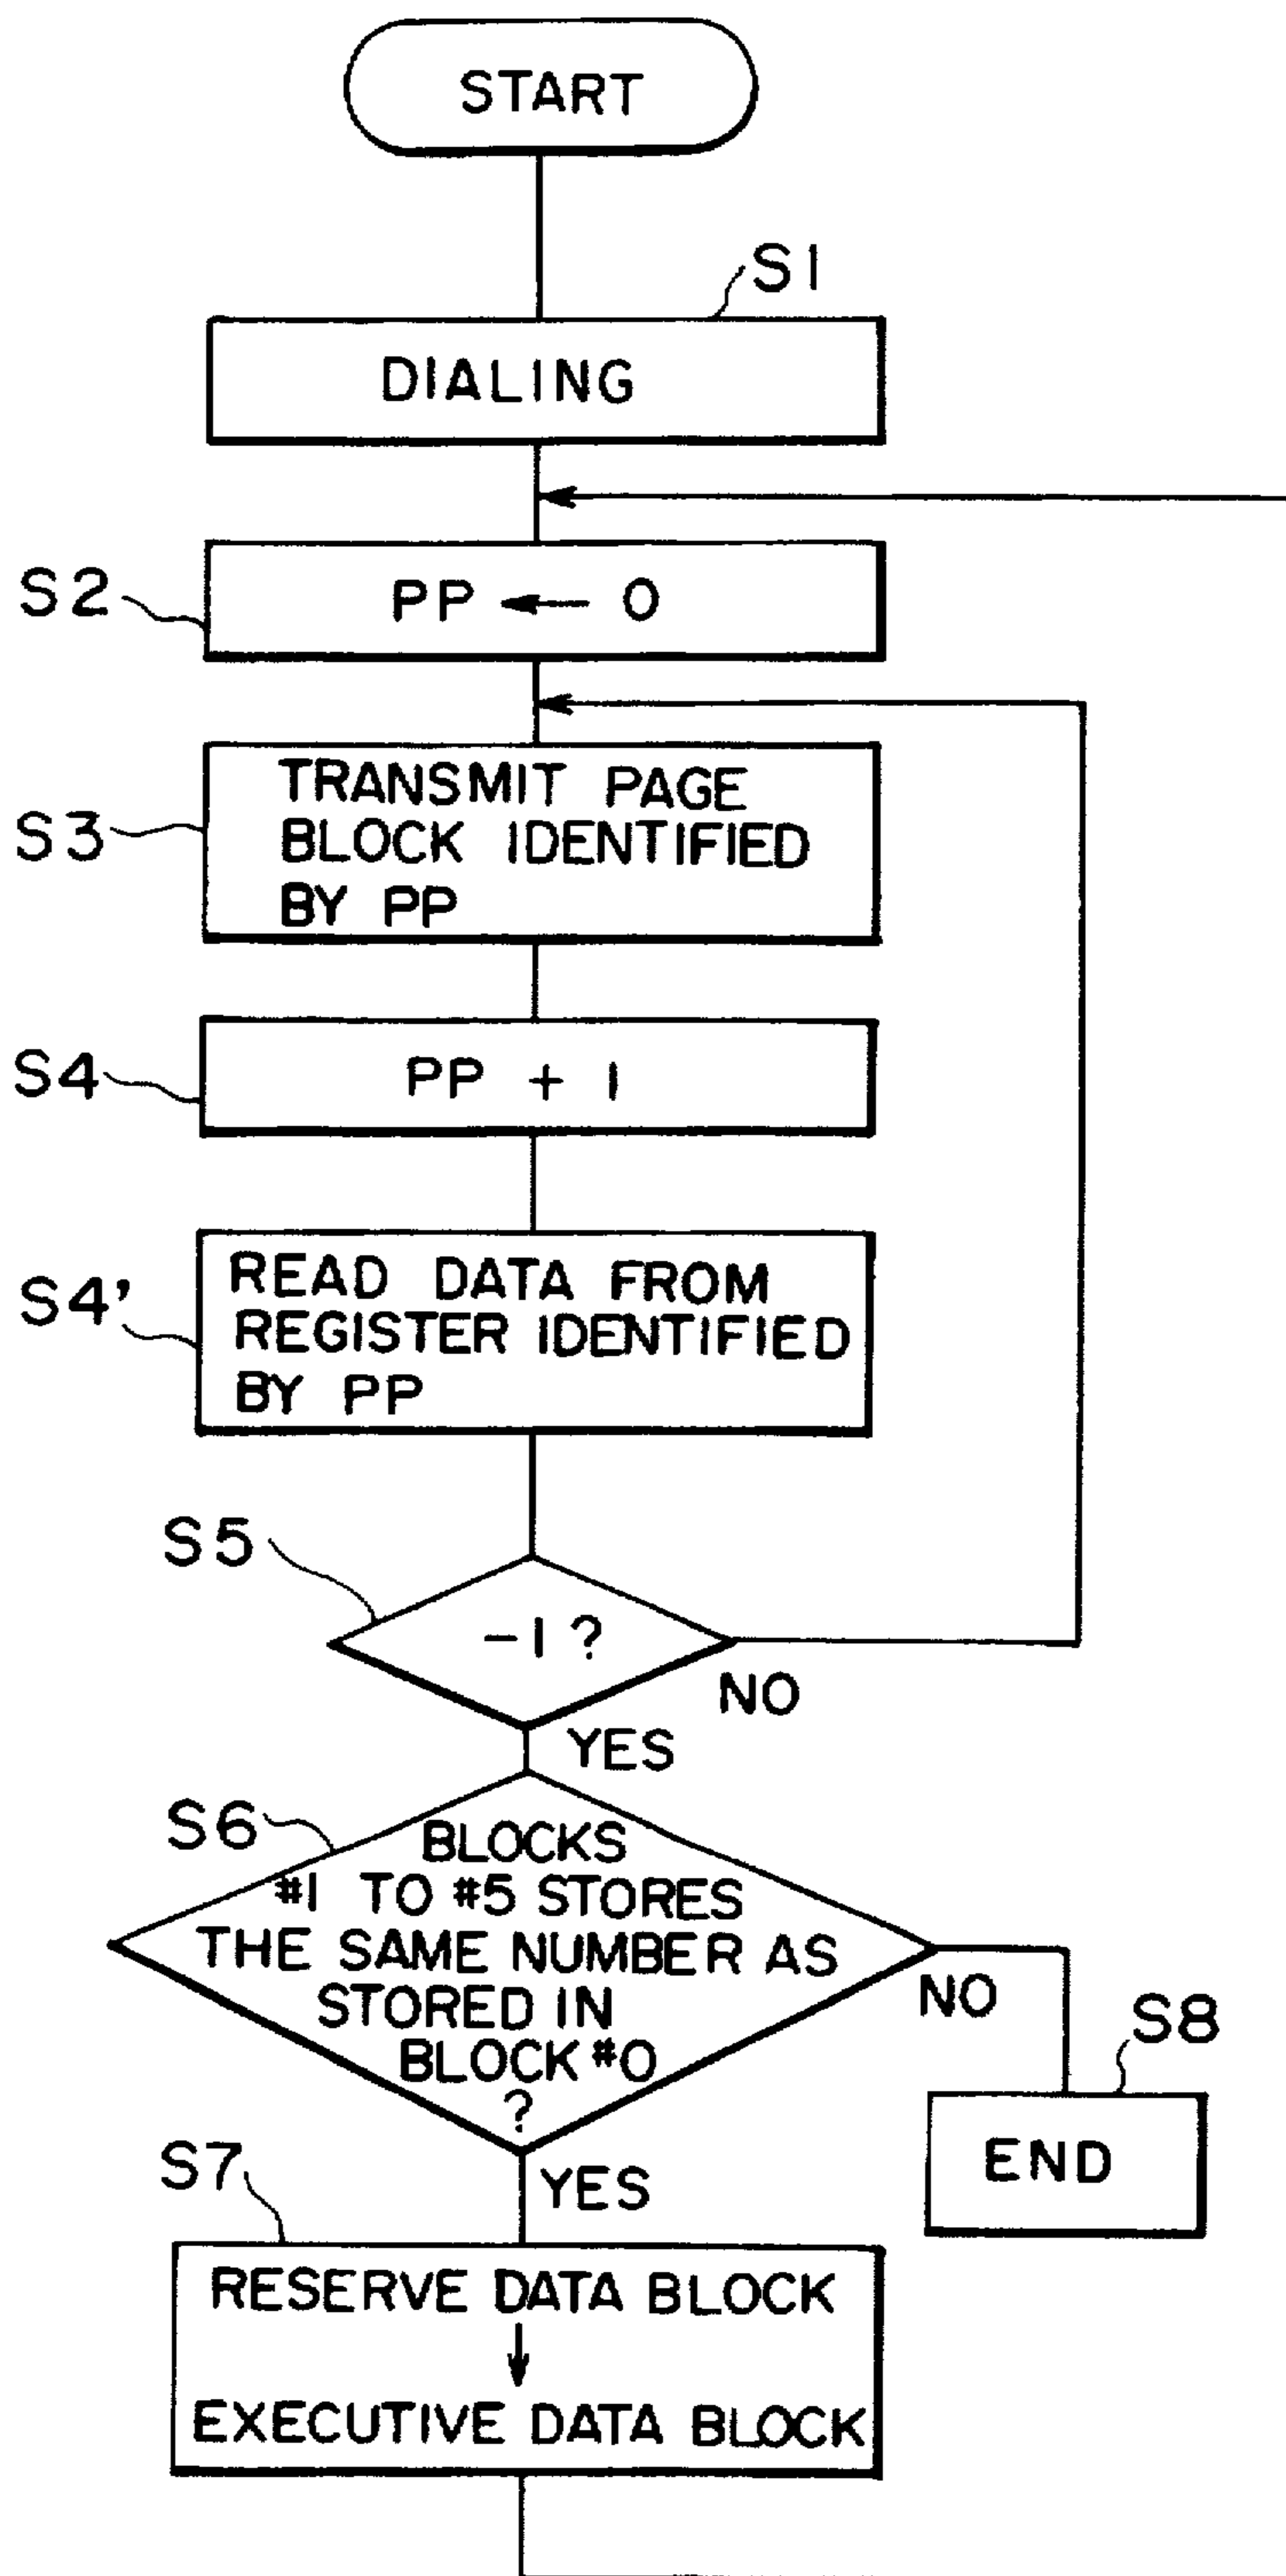 START
S1
DIALING
S2
PP ← 0
S3
TRANSMIT PAGE
BLOCK IDENTIFIED
BY PP
S4
PP + 1
S4'
READ DATA FROM
REGISTER IDENTIFIED
BY PP
S5
-1 ?
NO
YES
S6
BLOCKS
#1 TO #5 STORES
THE SAME NUMBER AS
STORED IN
BLOCK #0
?
NO
S8
END
YES
S7
RESERVE DATA BLOCK
↓
EXECUTIVE DATA BLOCK